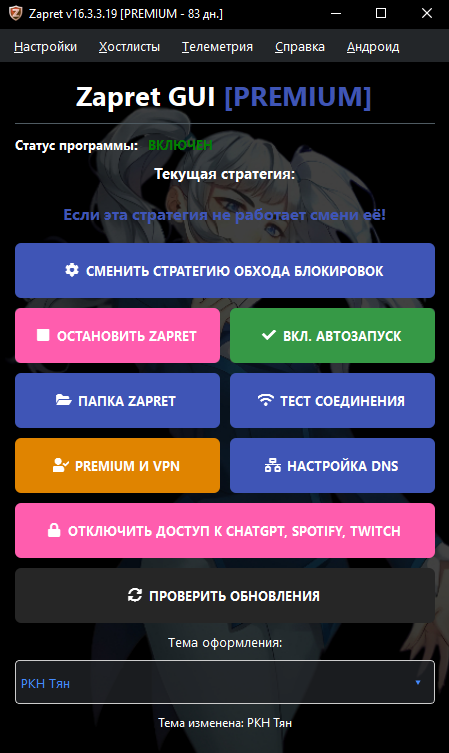 Zapret v16.3.3.19 [PREMIUM - 83 дн.]
Настройки Хостлисты Телеметрия Справка Андроид
Zapret GUI [PREMIUM]
Статус программы: ВКЛЮЧЕН
Текущая стратегия:
Если эта стратегия не работает смени её!
СМЕНИТЬ СТРАТЕГИЮ ОБХОДА БЛОКИРОВОК
ОСТАНОВИТЬ ZAPRET
ВКЛ. АВТОЗАПУСК
ПАПКА ZAPRET
ТЕСТ СОЕДИНЕНИЯ
PREMIUM И VPN
НАСТРОЙКА DNS
ОТКЛЮЧИТЬ ДОСТУП К CHATGPT, SPOTIFY, TWITCH
ПРОВЕРИТЬ ОБНОВЛЕНИЯ
Тема оформления:
РКН Тян
Тема изменена: РКН Тян